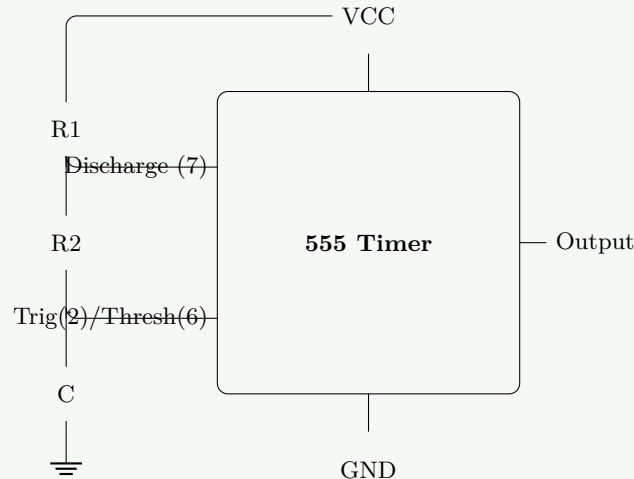 VCC
R1
Discharge (7)
R2
555 Timer
Output
Trig(2)/Thresh(6)
C
GND